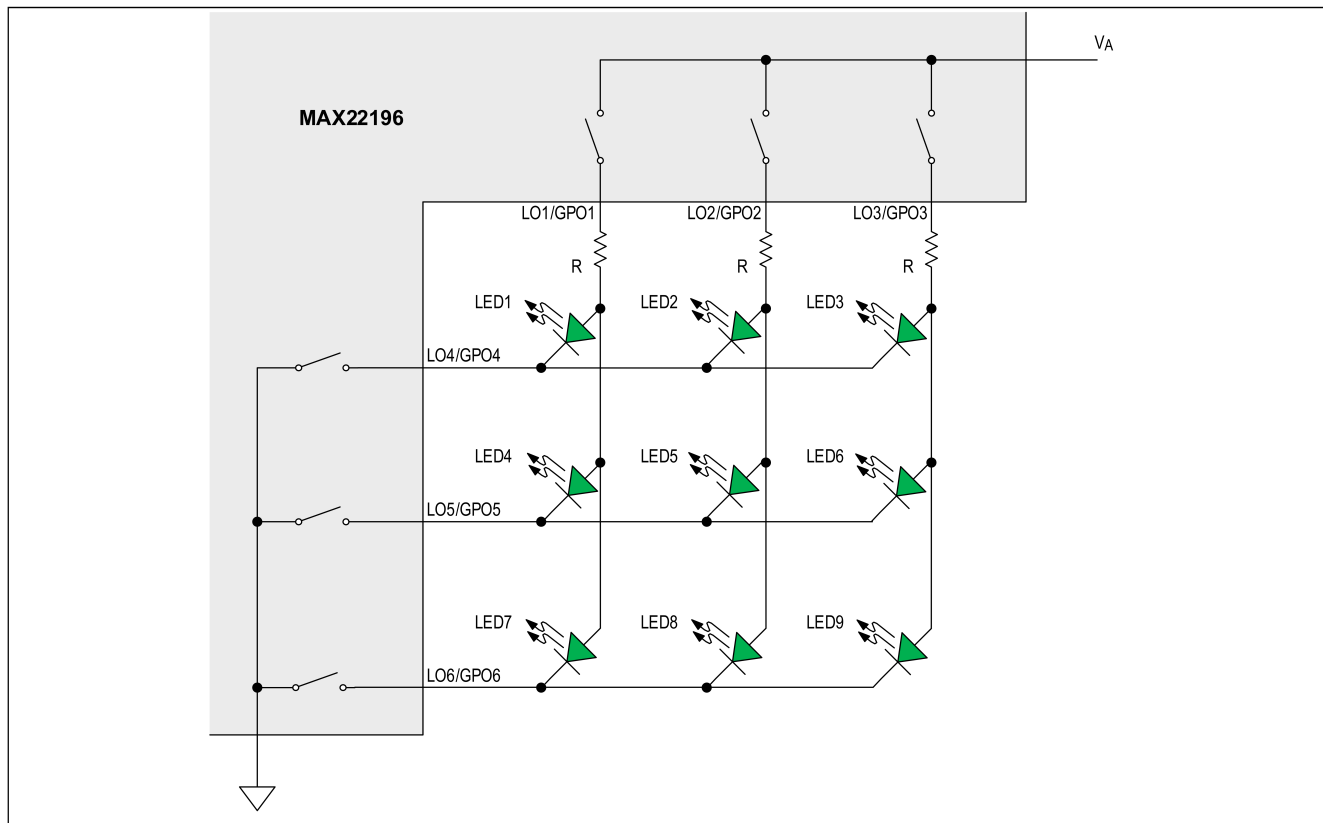 VA
MAX22196
LO1/GPO1 LO2/GPO2 LO3/GPO3
R R R
LED1 LED2 LED3
LO4/GPO4
LED4 LED5 LED6
LO5/GPO5
LED7 LED8 LED9
LO6/GPO6